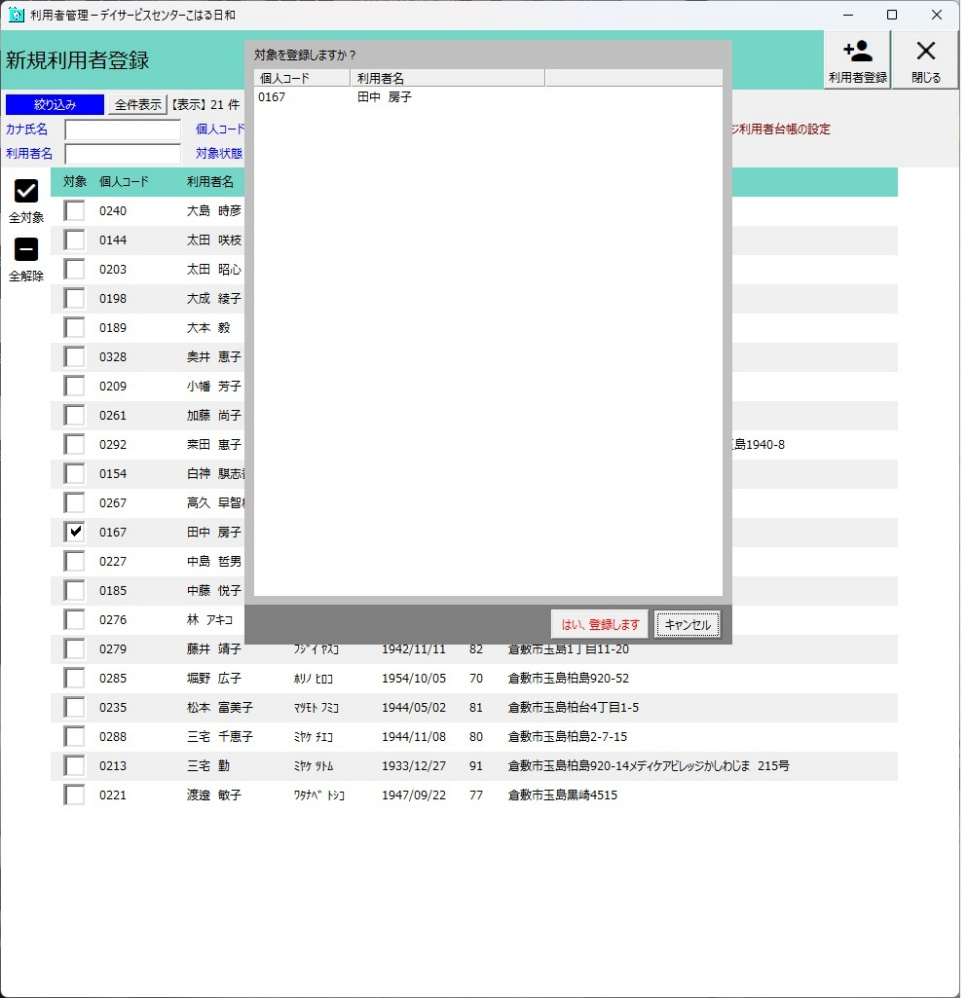 利用者管理－デイサービスセンターこはる日和
新規利用者登録
利用者登録
閉じる
対象を登録しますか？
個人コード 利用者名
0167 田中 房子
絞り込み 全件表示 【表示】 21 件
カナ氏名 個人コード
利用者台帳の設定
利用者名 対象状態
全対象
全解除
対象 個人コード 利用者名
0240 大島 時彦
0144 太田 咲枝
0203 太田 昭心
0198 大成 綾子
0189 大本 毅
0328 奥井 恵子
0209 小幡 芳子
0261 加藤 尚子
0292 栗田 恵子 島1940-8
0154 白神 騏志
0267 高久 早智
0167 田中 房子
0227 中島 哲男
0185 中藤 悦子
0276 林 アキコ
はい、登録します キャンセル
0279 藤井 靖子 ﾌｼﾞｲ ﾔｽｺ 1942/11/11 82 倉敷市玉島1丁目11-20
0285 堀野 広子 ﾎﾘﾉ ﾋﾛｺ 1954/10/05 70 倉敷市玉島柏島920-52
0235 松本 富美子 ﾏﾂﾓﾄ ﾌﾐｺ 1944/05/02 81 倉敷市玉島柏台4丁目1-5
0288 三宅 千恵子 ﾐﾔｹ ﾁｴｺ 1944/11/08 80 倉敷市玉島柏島2-7-15
0213 三宅 勤 ﾐﾔｹ ﾂﾄﾑ 1933/12/27 91 倉敷市玉島柏島920-14メディケアビレッジかしわじま 215号
0221 渡邉 敏子 ﾜﾀﾅﾍﾞ ﾄｼｺ 1947/09/22 77 倉敷市玉島黒崎4515